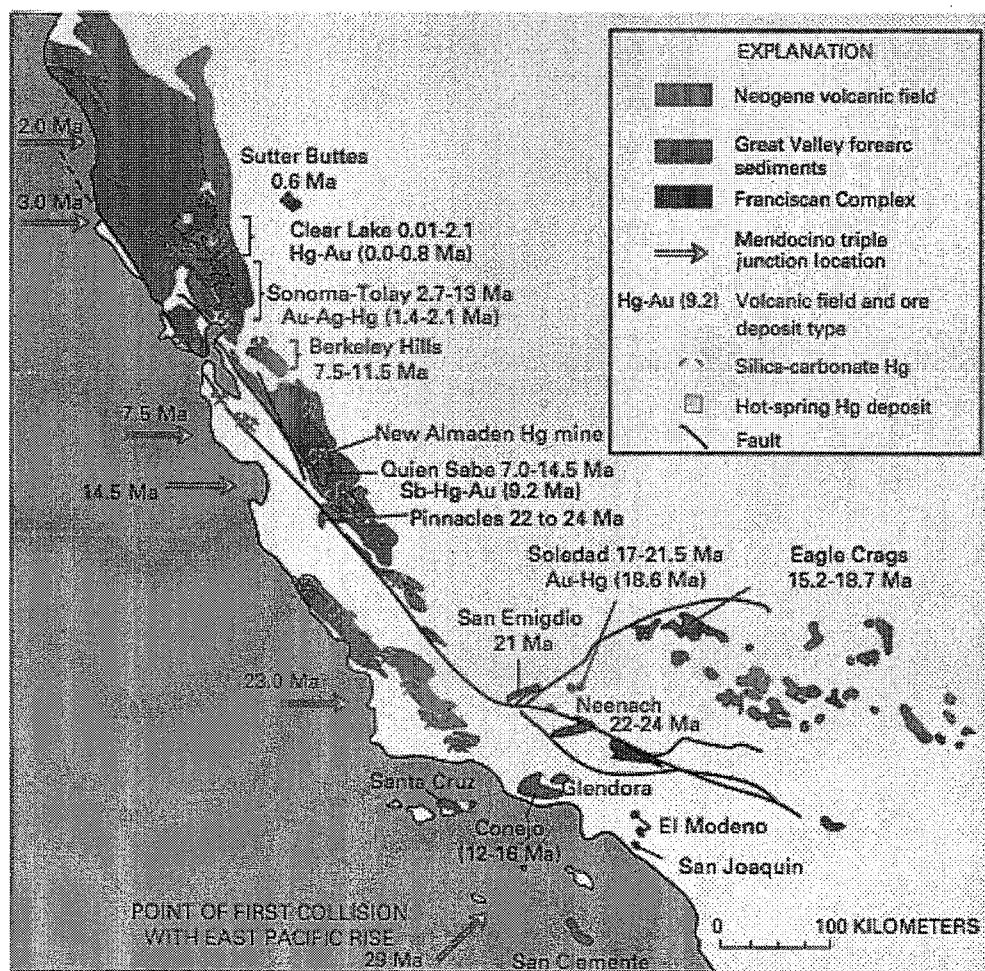 EXPLANATION
Neogene volcanic field
Great Valley forearc
sediments
Franciscan Complex
Mendocino triple
junction location
Hg-Au (9.2) Volcanic field and ore
deposit type
Silica-carbonate Hg
Hot-spring Hg deposit
Fault
2.0 Ma
3.0 Ma
Sutter Buttes
0.6 Ma
Clear Lake 0.01-2.1
Hg-Au (0.0-0.8 Ma)
Sonoma-Tolay 2.7-13 Ma
Au-Ag-Hg (1.4-2.1 Ma)
Berkeley Hills
7.5-11.5 Ma
7.5 Ma
New Almaden Hg mine
Quien Sabe 7.0-14.5 Ma
Sb-Hg-Au (9.2 Ma)
14.5 Ma
Pinnacles 22 to 24 Ma
Soledad 17-21.5 Ma
Au-Hg (18.6 Ma)
Eagle Crags
15.2-18.7 Ma
San Emigdio
21 Ma
23.0 Ma
Neenach
22-24 Ma
Santa Cruz
Glendora
Conejo
(12-16 Ma)
El Modeno
San Joaquin
POINT OF FIRST COLLISION
WITH EAST PACIFIC RISE
29 Ma
San Clemente
0 100 KILOMETERS